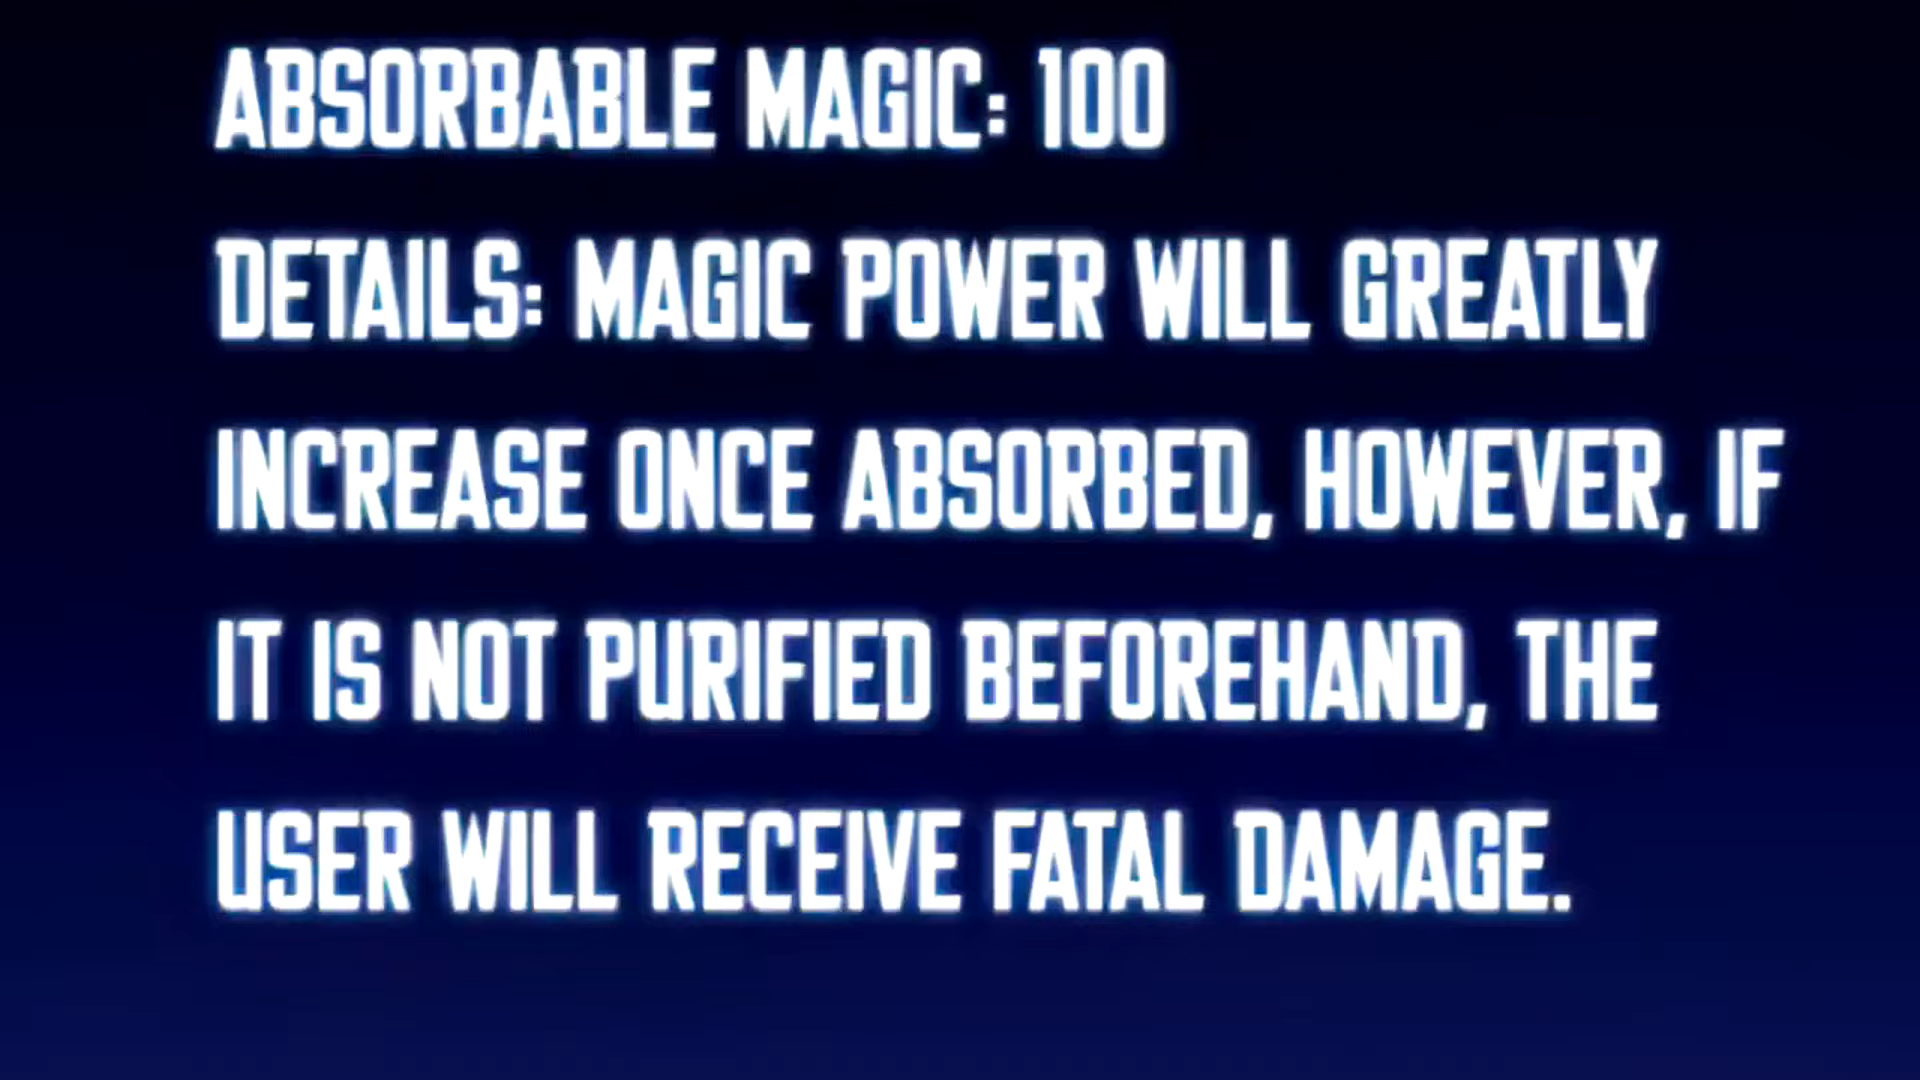 ABSORBABLE MAGIC: 100
DETAILS: MAGIC POWER WILL GREATLY
INCREASE ONCE ABSORBED, HOWEVER, IF
IT IS NOT PURIFIED BEFOREHAND, THE
USER WILL RECEIVE FATAL DAMAGE.